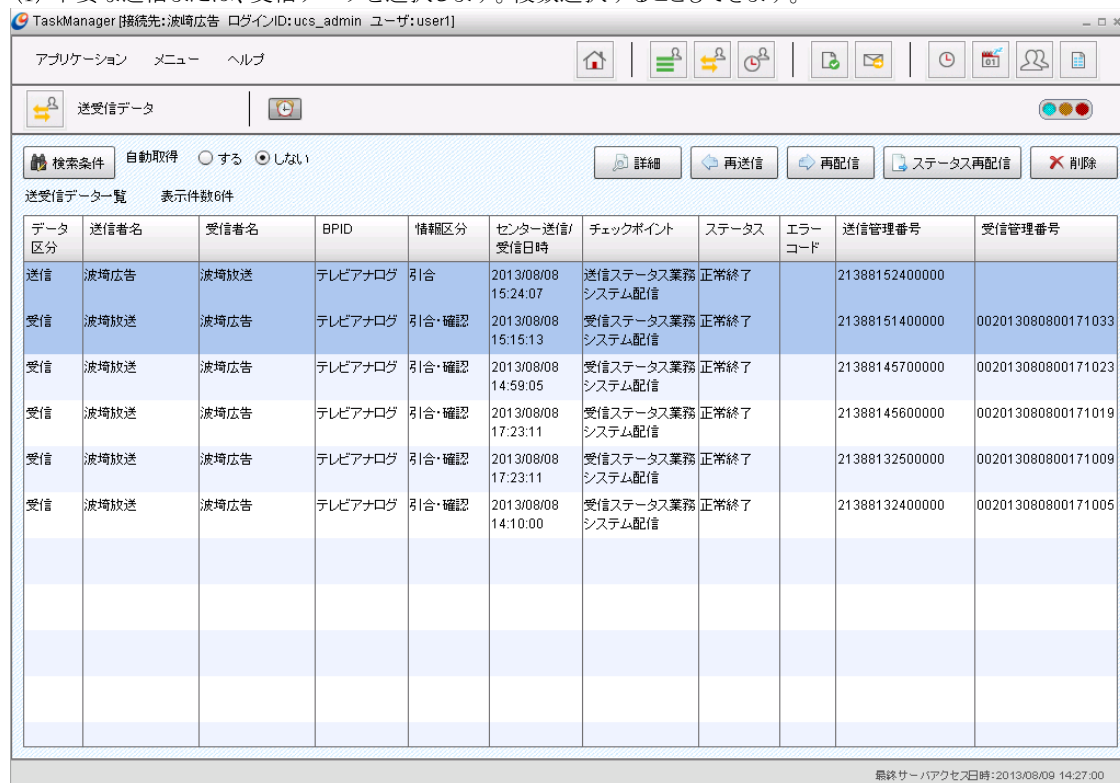 TaskManager [接続先:波崎広告 ログインID:ucs_admin ユーザ:user1]
アプリケーション メニュー ヘルプ
送受信データ
検索条件 自動取得 する しない 詳細 再送信 再配信 ステータス再配信 削除
送受信データ一覧 表示件数6件
データ区分 送信者名 受信者名 BPID 情報区分 センター送信/受信日時 チェックポイント ステータス エラーコード 送信管理番号 受信管理番号
送信 波崎広告 波崎放送 テレビアナログ 引合 2013/08/08 15:24:07 送信ステータス業務システム配信 正常終了 21388152400000
受信 波崎放送 波崎広告 テレビアナログ 引合・確認 2013/08/08 15:15:13 受信ステータス業務システム配信 正常終了 21388151400000 002013080800171033
受信 波崎放送 波崎広告 テレビアナログ 引合・確認 2013/08/08 14:59:05 受信ステータス業務システム配信 正常終了 21388145700000 002013080800171023
受信 波崎放送 波崎広告 テレビアナログ 引合・確認 2013/08/08 17:23:11 受信ステータス業務システム配信 正常終了 21388145600000 002013080800171019
受信 波崎放送 波崎広告 テレビアナログ 引合・確認 2013/08/08 17:23:11 受信ステータス業務システム配信 正常終了 21388132500000 002013080800171009
受信 波崎放送 波崎広告 テレビアナログ 引合・確認 2013/08/08 14:10:00 受信ステータス業務システム配信 正常終了 21388132400000 002013080800171005
最終サーバアクセス日時:2013/08/09 14:27:00